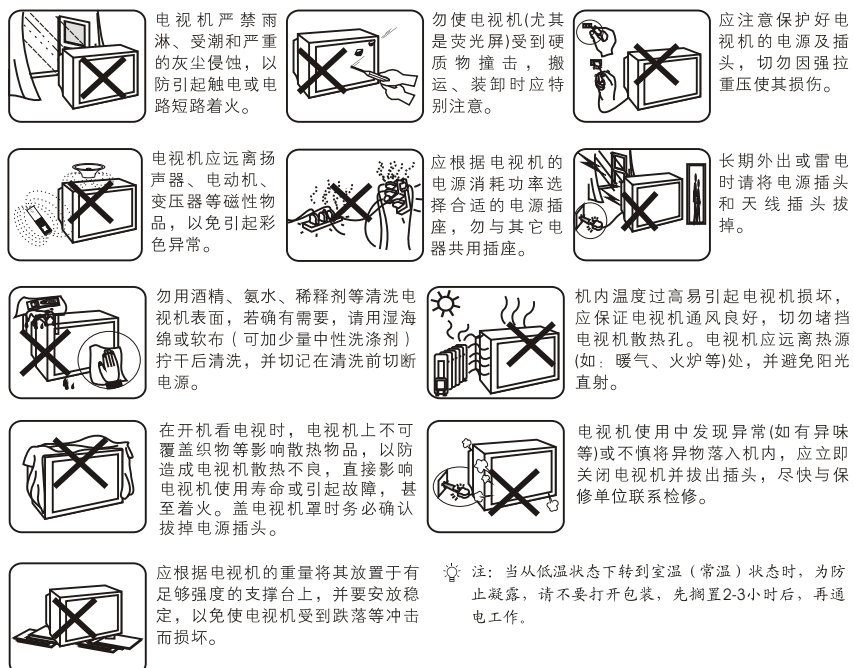 电视机严禁雨
淋、受潮和严重
的灰尘侵蚀，以
防引起触电或电
路短路着火。
勿使电视机(尤其
是荧光屏)受到硬
质物撞击，搬
运、装卸时应特
别注意。
应注意保护好电
视机的电源及插
头，切勿因强拉
重压使其损伤。
电视机应远离扬
声器、电动机、
变压器等磁性物
品，以免引起彩
色异常。
应根据电视机的
电源消耗功率选
择合适的电源插
座，勿与其它电
器共用插座。
长期外出或雷电
时请将电源插头
和天线插头拔
掉。
勿用酒精、氨水、稀释剂等清洗电
视机表面，若确有需要，请用湿海
绵或软布（可加少量中性洗涤剂）
拧干后清洗，并切记在清洗前切断
电源。
机内温度过高易引起电视机损坏，
应保证电视机通风良好，切勿堵挡
电视机散热孔。电视机应远离热源
(如：暖气、火炉等)处，并避免阳光
直射。
在开机看电视时，电视机上不可
覆盖织物等影响散热物品，以防
造成电视机散热不良，直接影响
电视机使用寿命或引起故障，甚
至着火。盖电视机罩时务必确认
拔掉电源插头。
电视机使用中发现异常(如有异味
等)或不慎将异物落入机内，应立即
关闭电视机并拔出插头，尽快与保
修单位联系检修。
应根据电视机的重量将其放置于有
足够强度的支撑台上，并要安放稳
定，以免使电视机受到跌落等冲击
而损坏。
注：当从低温状态下转到室温（常温）状态时，为防
止凝露，请不要打开包装，先搁置2-3小时后，再通
电工作。